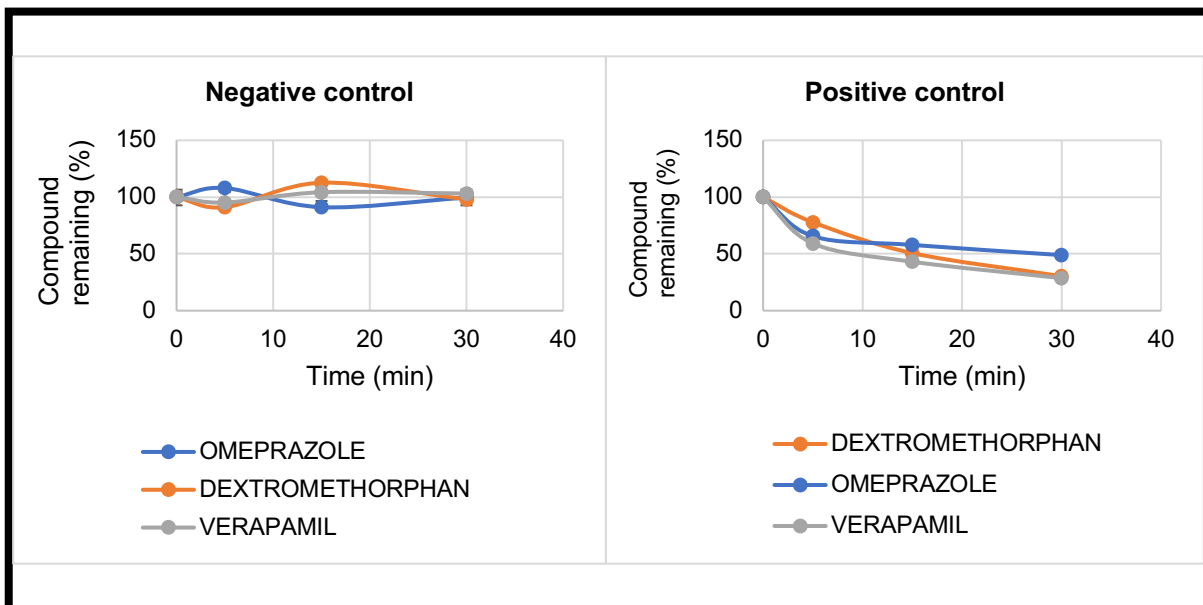 Negative control
Compound
remaining (%)
150
100
50
0
0 10 20 30 40
Time (min)
OMEPRAZOLE
DEXTROMETHORPHAN
VERAPAMIL
Positive control
Compound
remaining (%)
150
100
50
0
0 10 20 30 40
Time (min)
DEXTROMETHORPHAN
OMEPRAZOLE
VERAPAMIL